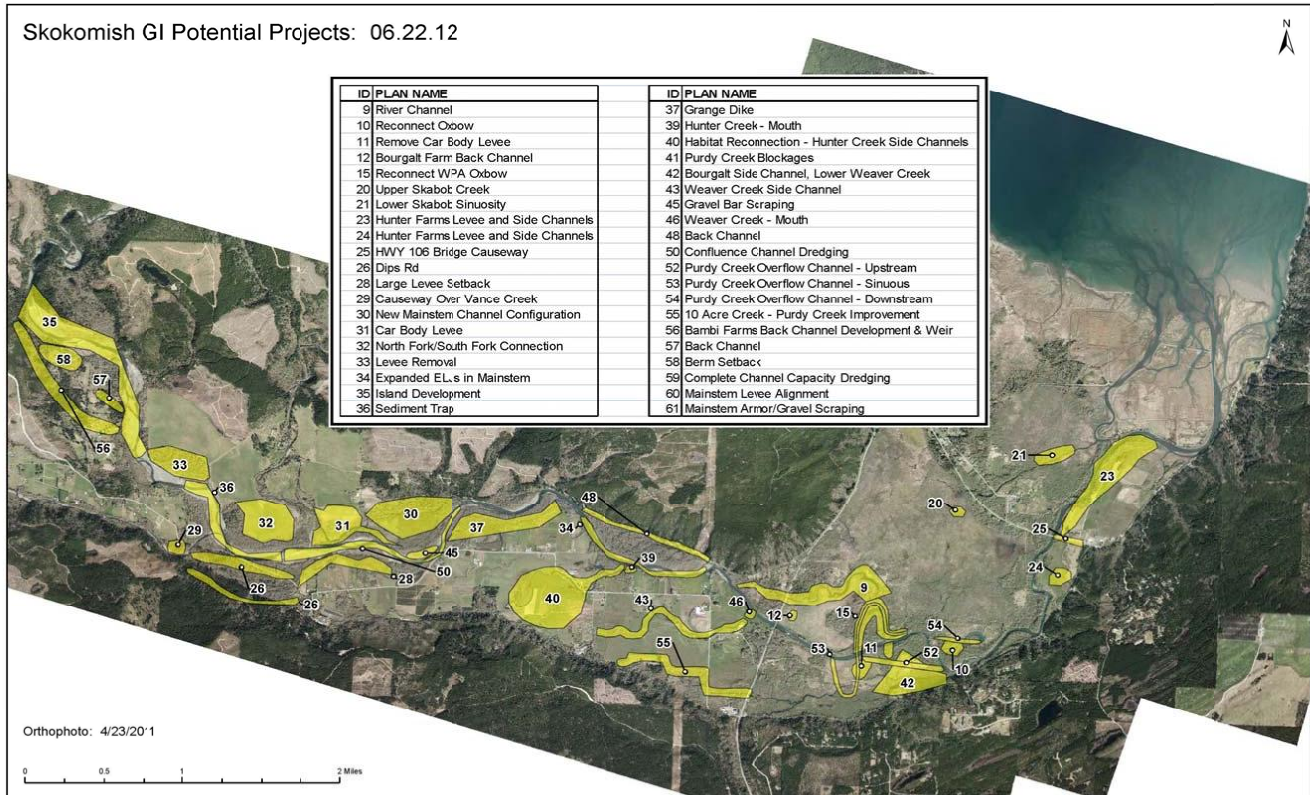 Skokomish GI Potential Projects: 06.22.12
N
ID PLAN NAME
9 River Channel
10 Reconnect Oxbow
11 Remove Car Body Levee
12 Bourgalt Farm Back Channel
15 Reconnect WPA Oxbow
20 Upper Skabob Creek
21 Lower Skabob Sinuosity
23 Hunter Farms Levee and Side Channels
24 Hunter Farms Levee and Side Channels
25 HWY 106 Bridge Causeway
26 Dips Rd
28 Large Levee Setback
29 Causeway Over Vance Creek
30 New Mainstem Channel Configuration
31 Car Body Levee
32 North Fork/South Fork Connection
33 Levee Removal
34 Expanded ELJs in Mainstem
35 Island Development
36 Sediment Trap
ID PLAN NAME
37 Grange Dike
39 Hunter Creek - Mouth
40 Habitat Reconnection - Hunter Creek Side Channels
41 Purdy Creek Blockages
42 Bourgalt Side Channel, Lower Weaver Creek
43 Weaver Creek Side Channel
45 Gravel Bar Scraping
46 Weaver Creek - Mouth
48 Back Channel
50 Confluence Channel Dredging
52 Purdy Creek Overflow Channel - Upstream
53 Purdy Creek Overflow Channel - Sinuous
54 Purdy Creek Overflow Channel - Downstream
55 10 Acre Creek - Purdy Creek Improvement
56 Bambi Farms Back Channel Development & Weir
57 Back Channel
58 Berm Setback
59 Complete Channel Capacity Dredging
60 Mainstem Levee Alignment
61 Mainstem Armor/Gravel Scraping
35
58
57
56
33
36
29
32
31
30
37
26
26
28
50
45
34
48
39
40
43
46
55
12
9
15
53
11
52
42
54
10
20
21
23
25
24
Orthophoto: 4/23/2011
0 0.5 1 2 Miles